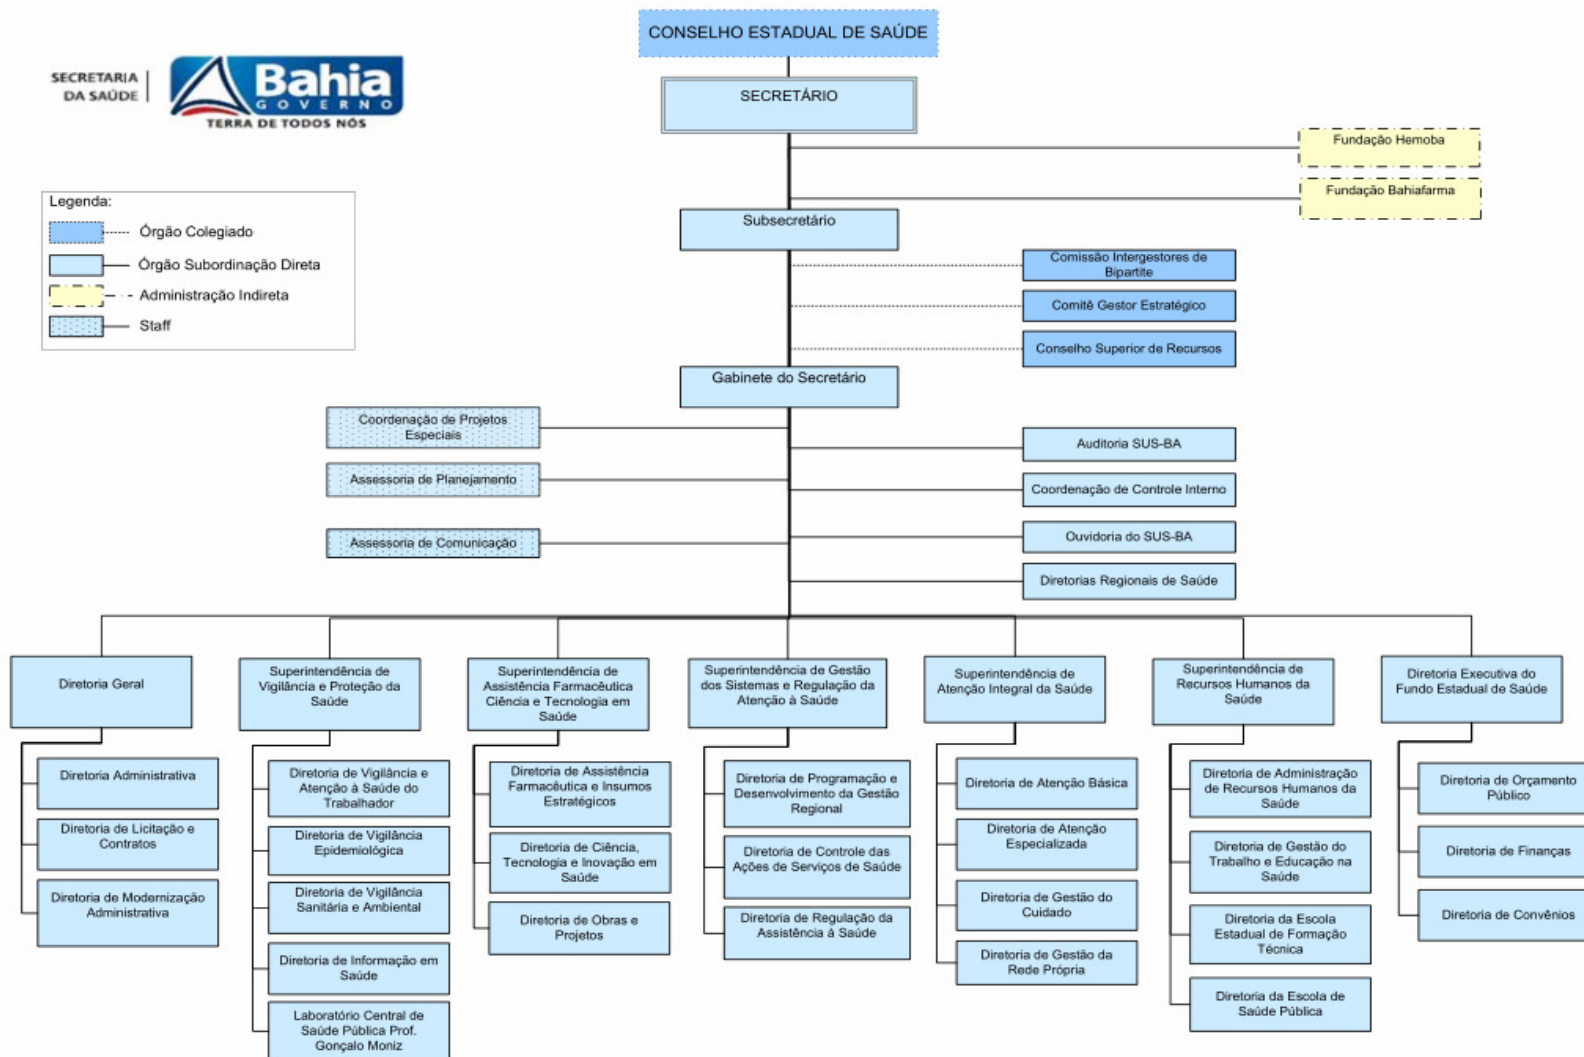 CONSELHO ESTADUAL DE SAÚDE
SECRETARIA
DA SAÚDE
Bahia
GOVERNO
TERRA DE TODOS NÓS
SECRETÁRIO
Fundação Hemoba
Fundação Bahiafarma
Legenda:
Órgão Colegiado
Órgão Subordinação Direta
Administração Indireta
Staff
Subsecretário
Comissão Intergestores de
Bipartite
Comitê Gestor Estratégico
Conselho Superior de Recursos
Gabinete do Secretário
Coordenação de Projetos
Especiais
Assessoria de Planejamento
Assessoria de Comunicação
Auditoria SUS-BA
Coordenação de Controle Interno
Ouvidoria do SUS-BA
Diretorias Regionais de Saúde
Diretoria Geral
Diretoria Administrativa
Diretoria de Licitação e
Contratos
Diretoria de Modernização
Administrativa
Superintendência de
Vigilância e Proteção da
Saúde
Diretoria de Vigilância e
Atenção à Saúde do
Trabalhador
Diretoria de Vigilância
Epidemiológica
Diretoria de Vigilância
Sanitária e Ambiental
Diretoria de Informação em
Saúde
Laboratório Central de
Saúde Pública Prof.
Gonçalo Moniz
Superintendência de
Assistência Farmacêutica
Ciência e Tecnologia em
Saúde
Diretoria de Assistência
Farmacêutica e Insumos
Estratégicos
Diretoria de Ciência,
Tecnologia e Inovação em
Saúde
Diretoria de Obras e
Projetos
Superintendência de Gestão
dos Sistemas e Regulação da
Atenção à Saúde
Diretoria de Programação e
Desenvolvimento da Gestão
Regional
Diretoria de Controle das
Ações de Serviços de Saúde
Diretoria de Regulação da
Assistência à Saúde
Superintendência de
Atenção Integral da Saúde
Diretoria de Atenção Básica
Diretoria de Atenção
Especializada
Diretoria de Gestão do
Cuidado
Diretoria de Gestão da
Rede Própria
Superintendência de
Recursos Humanos da
Saúde
Diretoria de Administração
de Recursos Humanos da
Saúde
Diretoria de Gestão do
Trabalho e Educação na
Saúde
Diretoria da Escola
Estadual de Formação
Técnica
Diretoria da Escola de
Saúde Pública
Diretoria Executiva do
Fundo Estadual de Saúde
Diretoria de Orçamento
Público
Diretoria de Finanças
Diretoria de Convênios